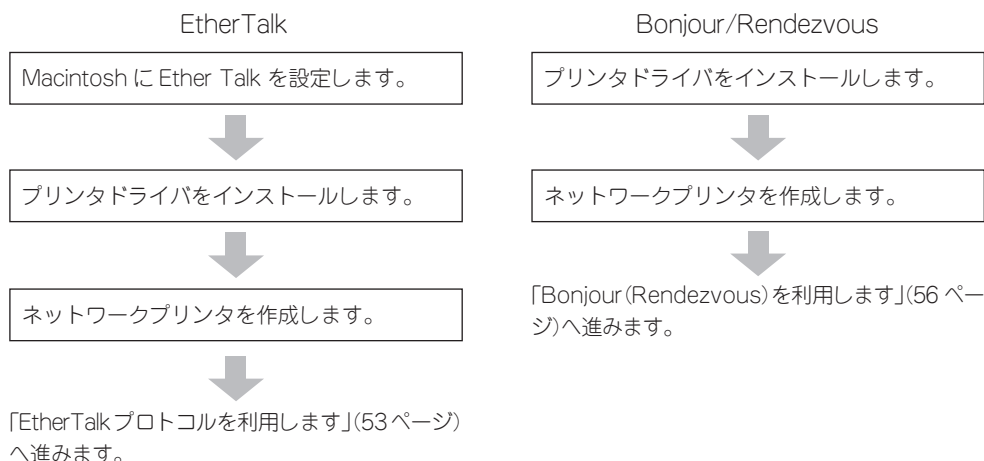 EtherTalk
Macintosh に Ether Talk を設定します。
プリンタドライバをインストールします。
ネットワークプリンタを作成します。
「EtherTalkプロトコルを利用します」(53ページ)
へ進みます。
Bonjour/Rendezvous
プリンタドライバをインストールします。
ネットワークプリンタを作成します。
「Bonjour(Rendezvous)を利用します」(56 ペー
ジ)へ進みます。